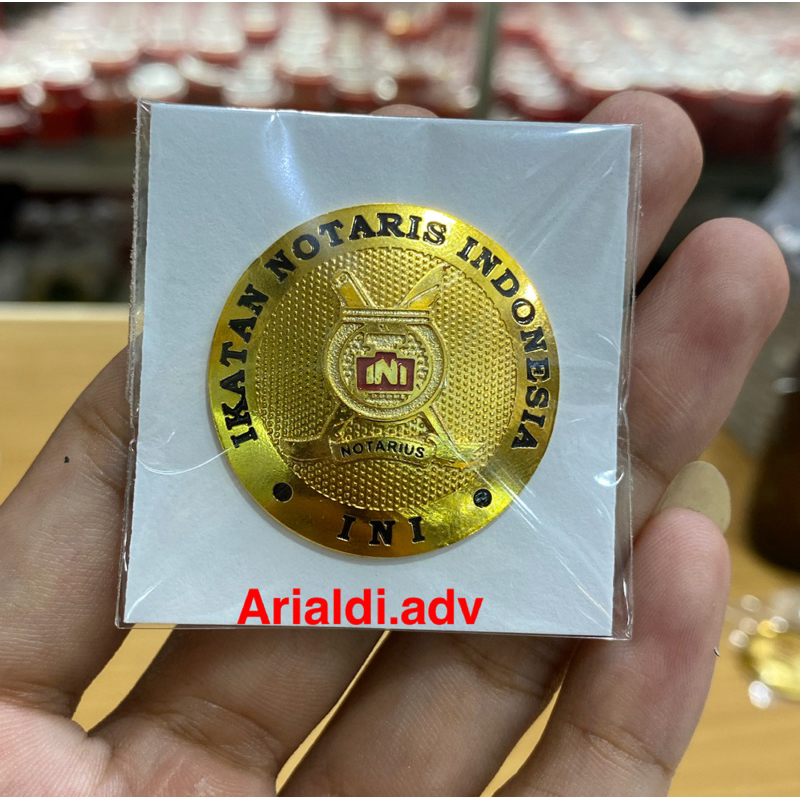 IKATAN NOTARIS INDONESIA
INI
NOTARIUS
INI
Arialdi.adv